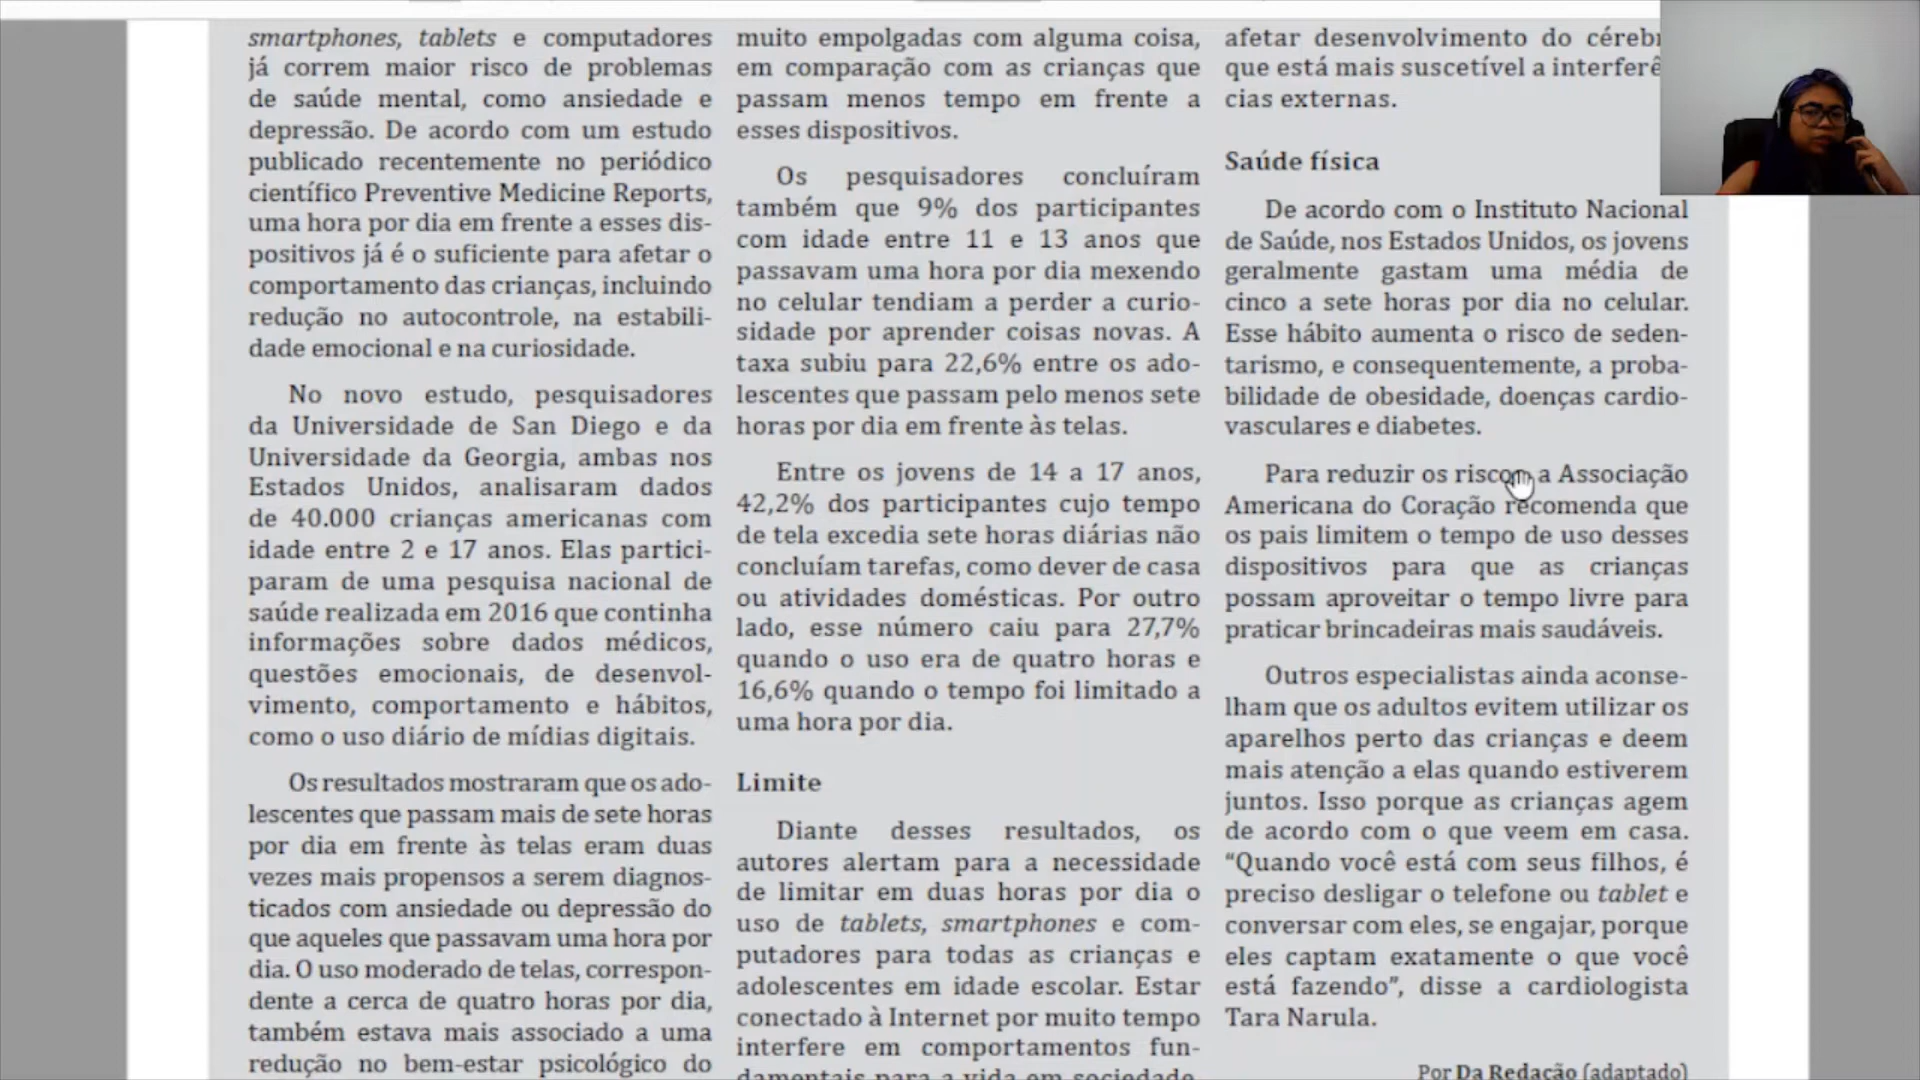 smartphones, tablets e computadores
já correm maior risco de problemas
de saúde mental, como ansiedade e
depressão. De acordo com um estudo
publicado recentemente no periódico
científico Preventive Medicine Reports,
uma hora por dia em frente a esses dis-
positivos já é o suficiente para afetar o
comportamento das crianças, incluindo
redução no autocontrole, na estabili-
dade emocional e na curiosidade.
No novo estudo, pesquisadores
da Universidade de San Diego e da
Universidade da Georgia, ambas nos
Estados Unidos, analisaram dados
de 40.000 crianças americanas com
idade entre 2 e 17 anos. Elas partici-
param de uma pesquisa nacional de
saúde realizada em 2016 que continha
informações sobre dados médicos,
questões emocionais, de desenvol-
vimento, comportamento e hábitos,
como o uso diário de mídias digitais.
Os resultados mostraram que os ado-
lescentes que passam mais de sete horas
por dia em frente às telas eram duas
vezes mais propensos a serem diagnos-
ticados com ansiedade ou depressão do
que aqueles que passavam uma hora por
dia. O uso moderado de telas, correspon-
dente a cerca de quatro horas por dia,
também estava mais associado a uma
redução no bem-estar psicológico do
muito empolgadas com alguma coisa,
em comparação com as crianças que
passam menos tempo em frente a
esses dispositivos.
Os pesquisadores concluíram
também que 9% dos participantes
com idade entre 11 e 13 anos que
passavam uma hora por dia mexendo
no celular tendiam a perder a curio-
sidade por aprender coisas novas. A
taxa subiu para 22,6% entre os ado-
lescentes que passam pelo menos sete
horas por dia em frente às telas.
Entre os jovens de 14 a 17 anos,
42,2% dos participantes cujo tempo
de tela excedia sete horas diárias não
concluíam tarefas, como dever de casa
ou atividades domésticas. Por outro
lado, esse número caiu para 27,7%
quando o uso era de quatro horas e
16,6% quando o tempo foi limitado a
uma hora por dia.
Limite
Diante desses resultados, os
autores alertam para a necessidade
de limitar em duas horas por dia o
uso de tablets, smartphones e com-
putadores para todas as crianças e
adolescentes em idade escolar. Estar
conectado à Internet por muito tempo
interfere em comportamentos fun-
damentais para a vida em sociedade,
afetar desenvolvimento do cérebr
que está mais suscetível a interferê
cias externas.
Saúde física
De acordo com o Instituto Nacional
de Saúde, nos Estados Unidos, os jovens
geralmente gastam uma média de
cinco a sete horas por dia no celular.
Esse hábito aumenta o risco de seden-
tarismo, e consequentemente, a proba-
bilidade de obesidade, doenças cardio-
vasculares e diabetes.
Para reduzir os riscos, a Associação
Americana do Coração recomenda que
os pais limitem o tempo de uso desses
dispositivos para que as crianças
possam aproveitar o tempo livre para
praticar brincadeiras mais saudáveis.
Outros especialistas ainda aconse-
lham que os adultos evitem utilizar os
aparelhos perto das crianças e deem
mais atenção a elas quando estiverem
juntos. Isso porque as crianças agem
de acordo com o que veem em casa.
“Quando você está com seus filhos, é
preciso desligar o telefone ou tablet e
conversar com eles, se engajar, porque
eles captam exatamente o que você
está fazendo”, disse a cardiologista
Tara Narula.
Por Da Redação (adaptado)